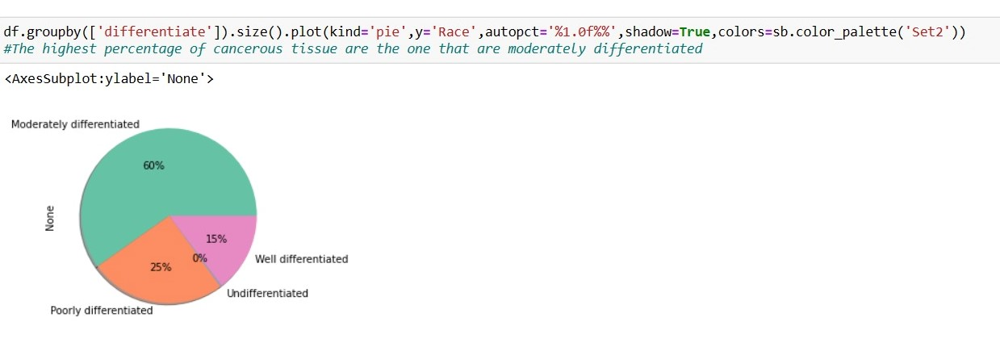 df.groupby(['differentiate']).size().plot(kind='pie',y='Race',autopct='%1.0f%%',shadow=True,colors=sb.color_palette('Set2'))
#The highest percentage of cancerous tissue are the one that are moderately differentiated
<AxesSubplot:ylabel='None'>
Moderately differentiated
60%
None
15%
0%
25%
Well differentiated
Undifferentiated
Poorly differentiated